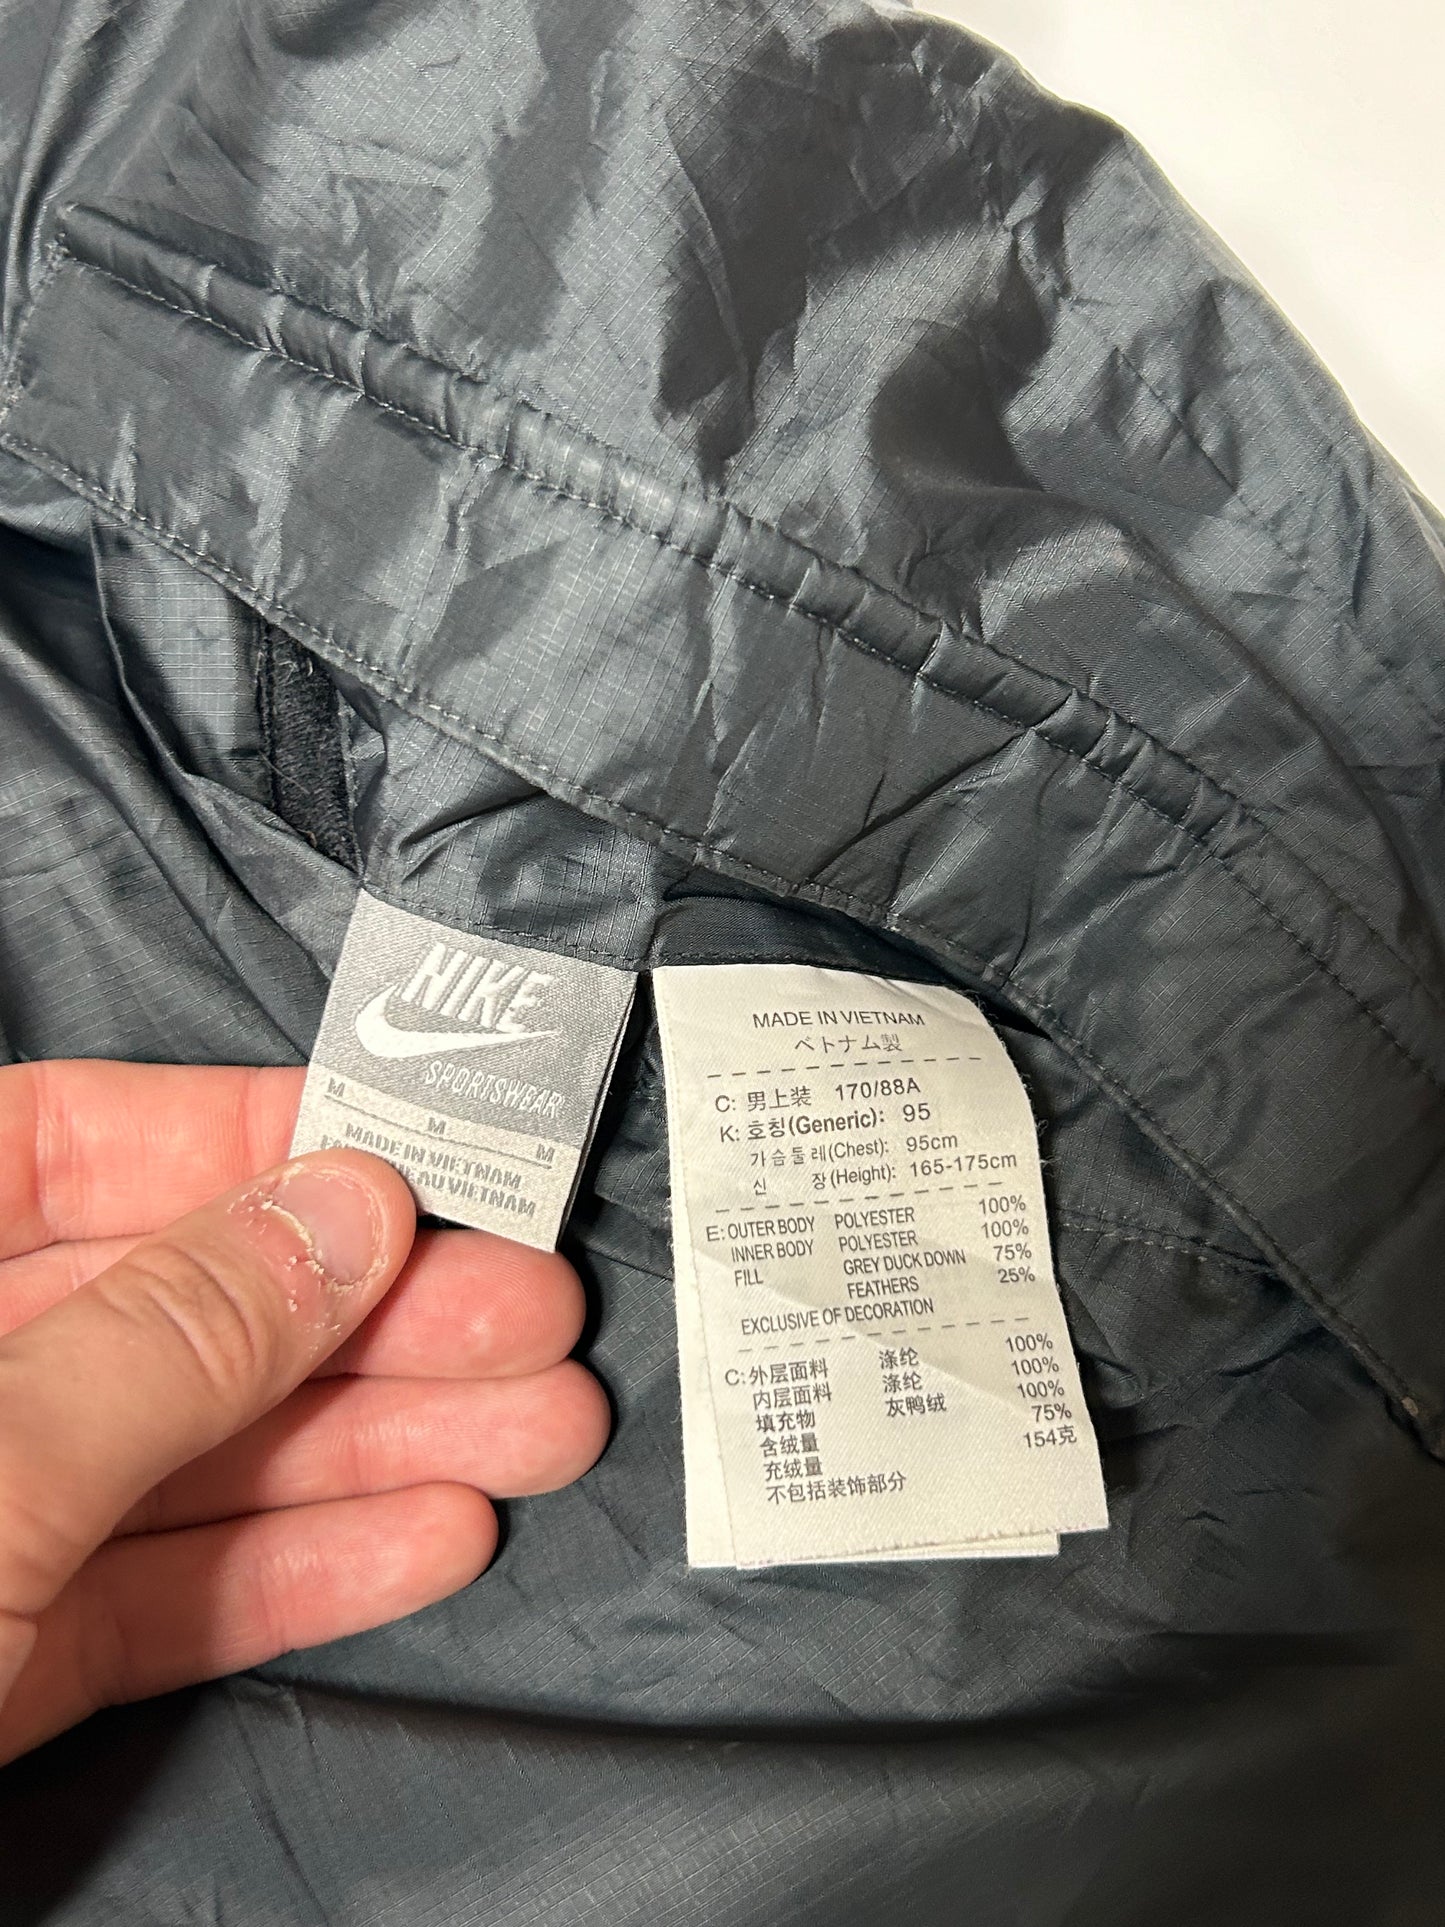 NIKE
SPORTSWEAR
M
M
M
MADE IN VIETNAM
AU VIETNAM
MADE IN VIETNAM
ベトナム製
C: 男上装 170/88A
K: 호칭(Generic): 95
가슴둘레(Chest): 95cm
신 장(Height): 165-175cm
E: OUTER BODY POLYESTER 100%
INNER BODY POLYESTER 100%
FILL GREY DUCK DOWN 75%
FEATHERS 25%
EXCLUSIVE OF DECORATION
C: 外层面料 涤纶 100%
内层面料 涤纶 100%
填充物 灰鸭绒 100%
含绒量 75%
充绒量 154克
不包括装饰部分